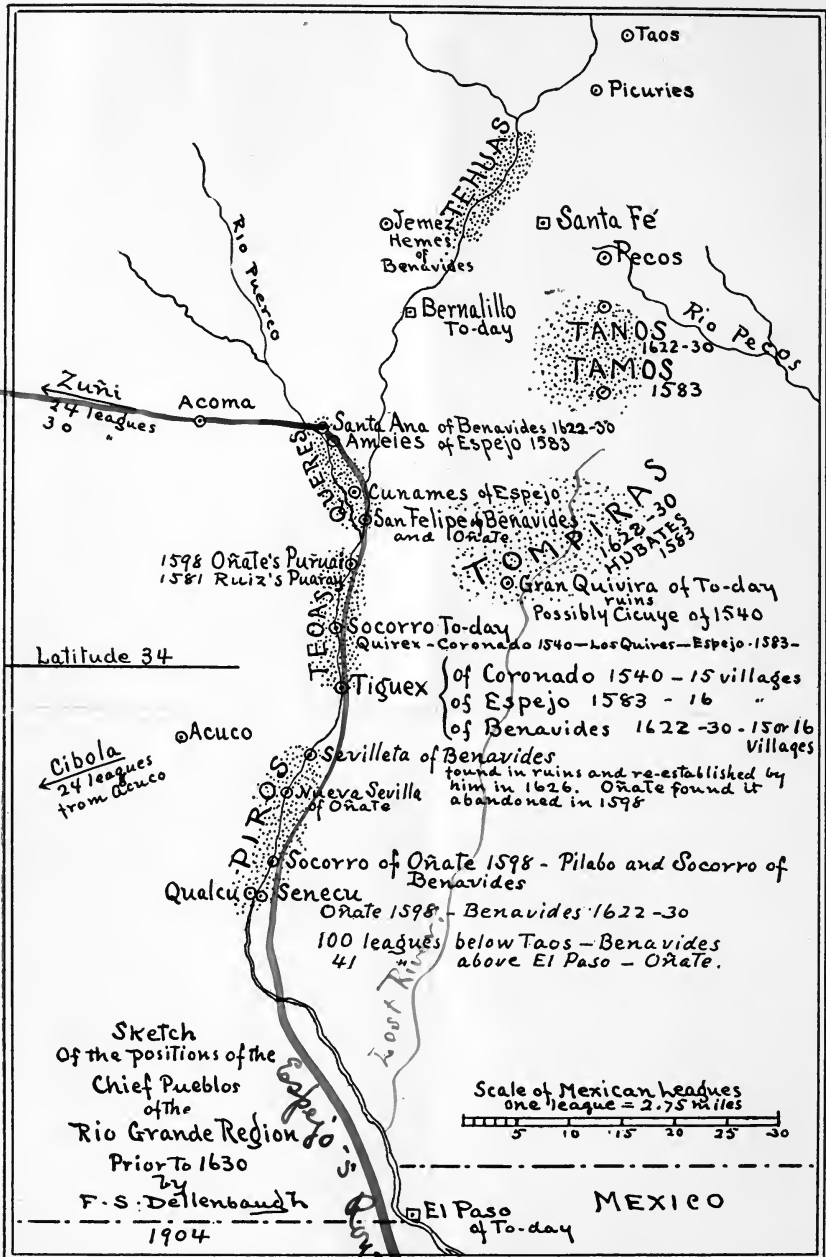 Taos
Picuries
TEHUAS
Jemez
Hemes
of
Benavides
Santa Fé
Pecos
Rio Puerco
Bernalillo
To-day
Rio Pecos
TANOS
1622-30
TAMOS
1583
Zuñi
24 leagues
30 "
Acoma
Santa Ana of Benavides 1622-30
Ameies of Espejo 1583
QUERES
Cunames of Espejo
San Felipe of Benavides
and Oñate
TOMPIRAS
1622-30
HUBATES
1583
1598 Oñate's Puruai
1581 Ruiz's Puaray
Gran Quivira of To-day
ruins
Possibly Cicuye of 1540
TEOAS
Socorro To-day
Quirex - Coronado 1540 - Los Quires - Espejo - 1583 -
Latitude 34
Tiguex
of Coronado 1540 - 15 villages
of Espejo 1583 - 16 "
of Benavides 1622-30 - 15 or 16
villages
Acuco
Cibola
24 leagues
from Acuco
Sevilleta of Benavides
found in ruins and re-established by
him in 1626. Oñate found it
abandoned in 1598
PIROS
Nueva Sevilla
of Oñate
Socorro of Oñate 1598 - Pilabo and Socorro of
Benavides
Qualcu Senecu
Oñate 1598 - Benavides 1622-30
100 leagues below Taos - Benavides
41 " above El Paso - Oñate.
Lost River
Sketch
Of the positions of the
Chief Pueblos
of the
Rio Grande Region
Prior To 1630
by
F. S. Dellenbaugh
1904
Espejo's
Scale of Mexican Leagues
one league = 2.75 miles
5 10 15 20 25 30
El Paso
of To-day
MEXICO